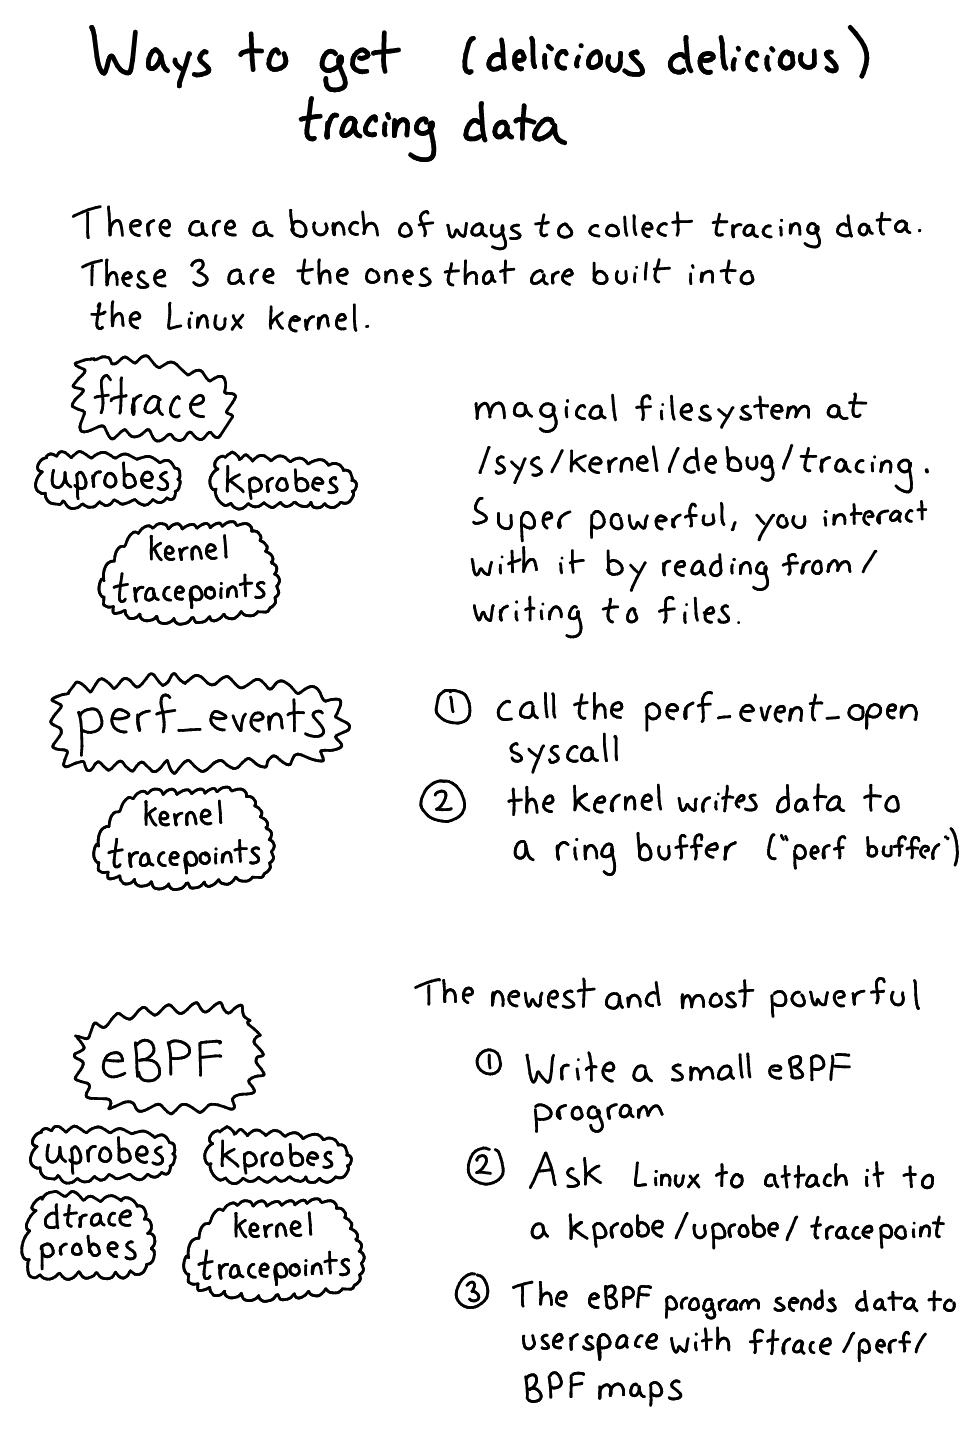 Ways to get (delicious delicious)
tracing data
There are a bunch of ways to collect tracing data.
These 3 are the ones that are built into
the Linux kernel.
ftrace
uprobes
kprobes
kernel
tracepoints
magical filesystem at
/sys/kernel/debug/tracing.
Super powerful, you interact
with it by reading from/
writing to files.
perf_events
kernel
tracepoints
① call the perf_event_open
syscall
② the kernel writes data to
a ring buffer ("perf buffer")
eBPF
uprobes
kprobes
dtrace
probes
kernel
tracepoints
The newest and most powerful
① Write a small eBPF
program
② Ask Linux to attach it to
a kprobe/uprobe/tracepoint
③ The eBPF program sends data to
userspace with ftrace/perf/
BPF maps